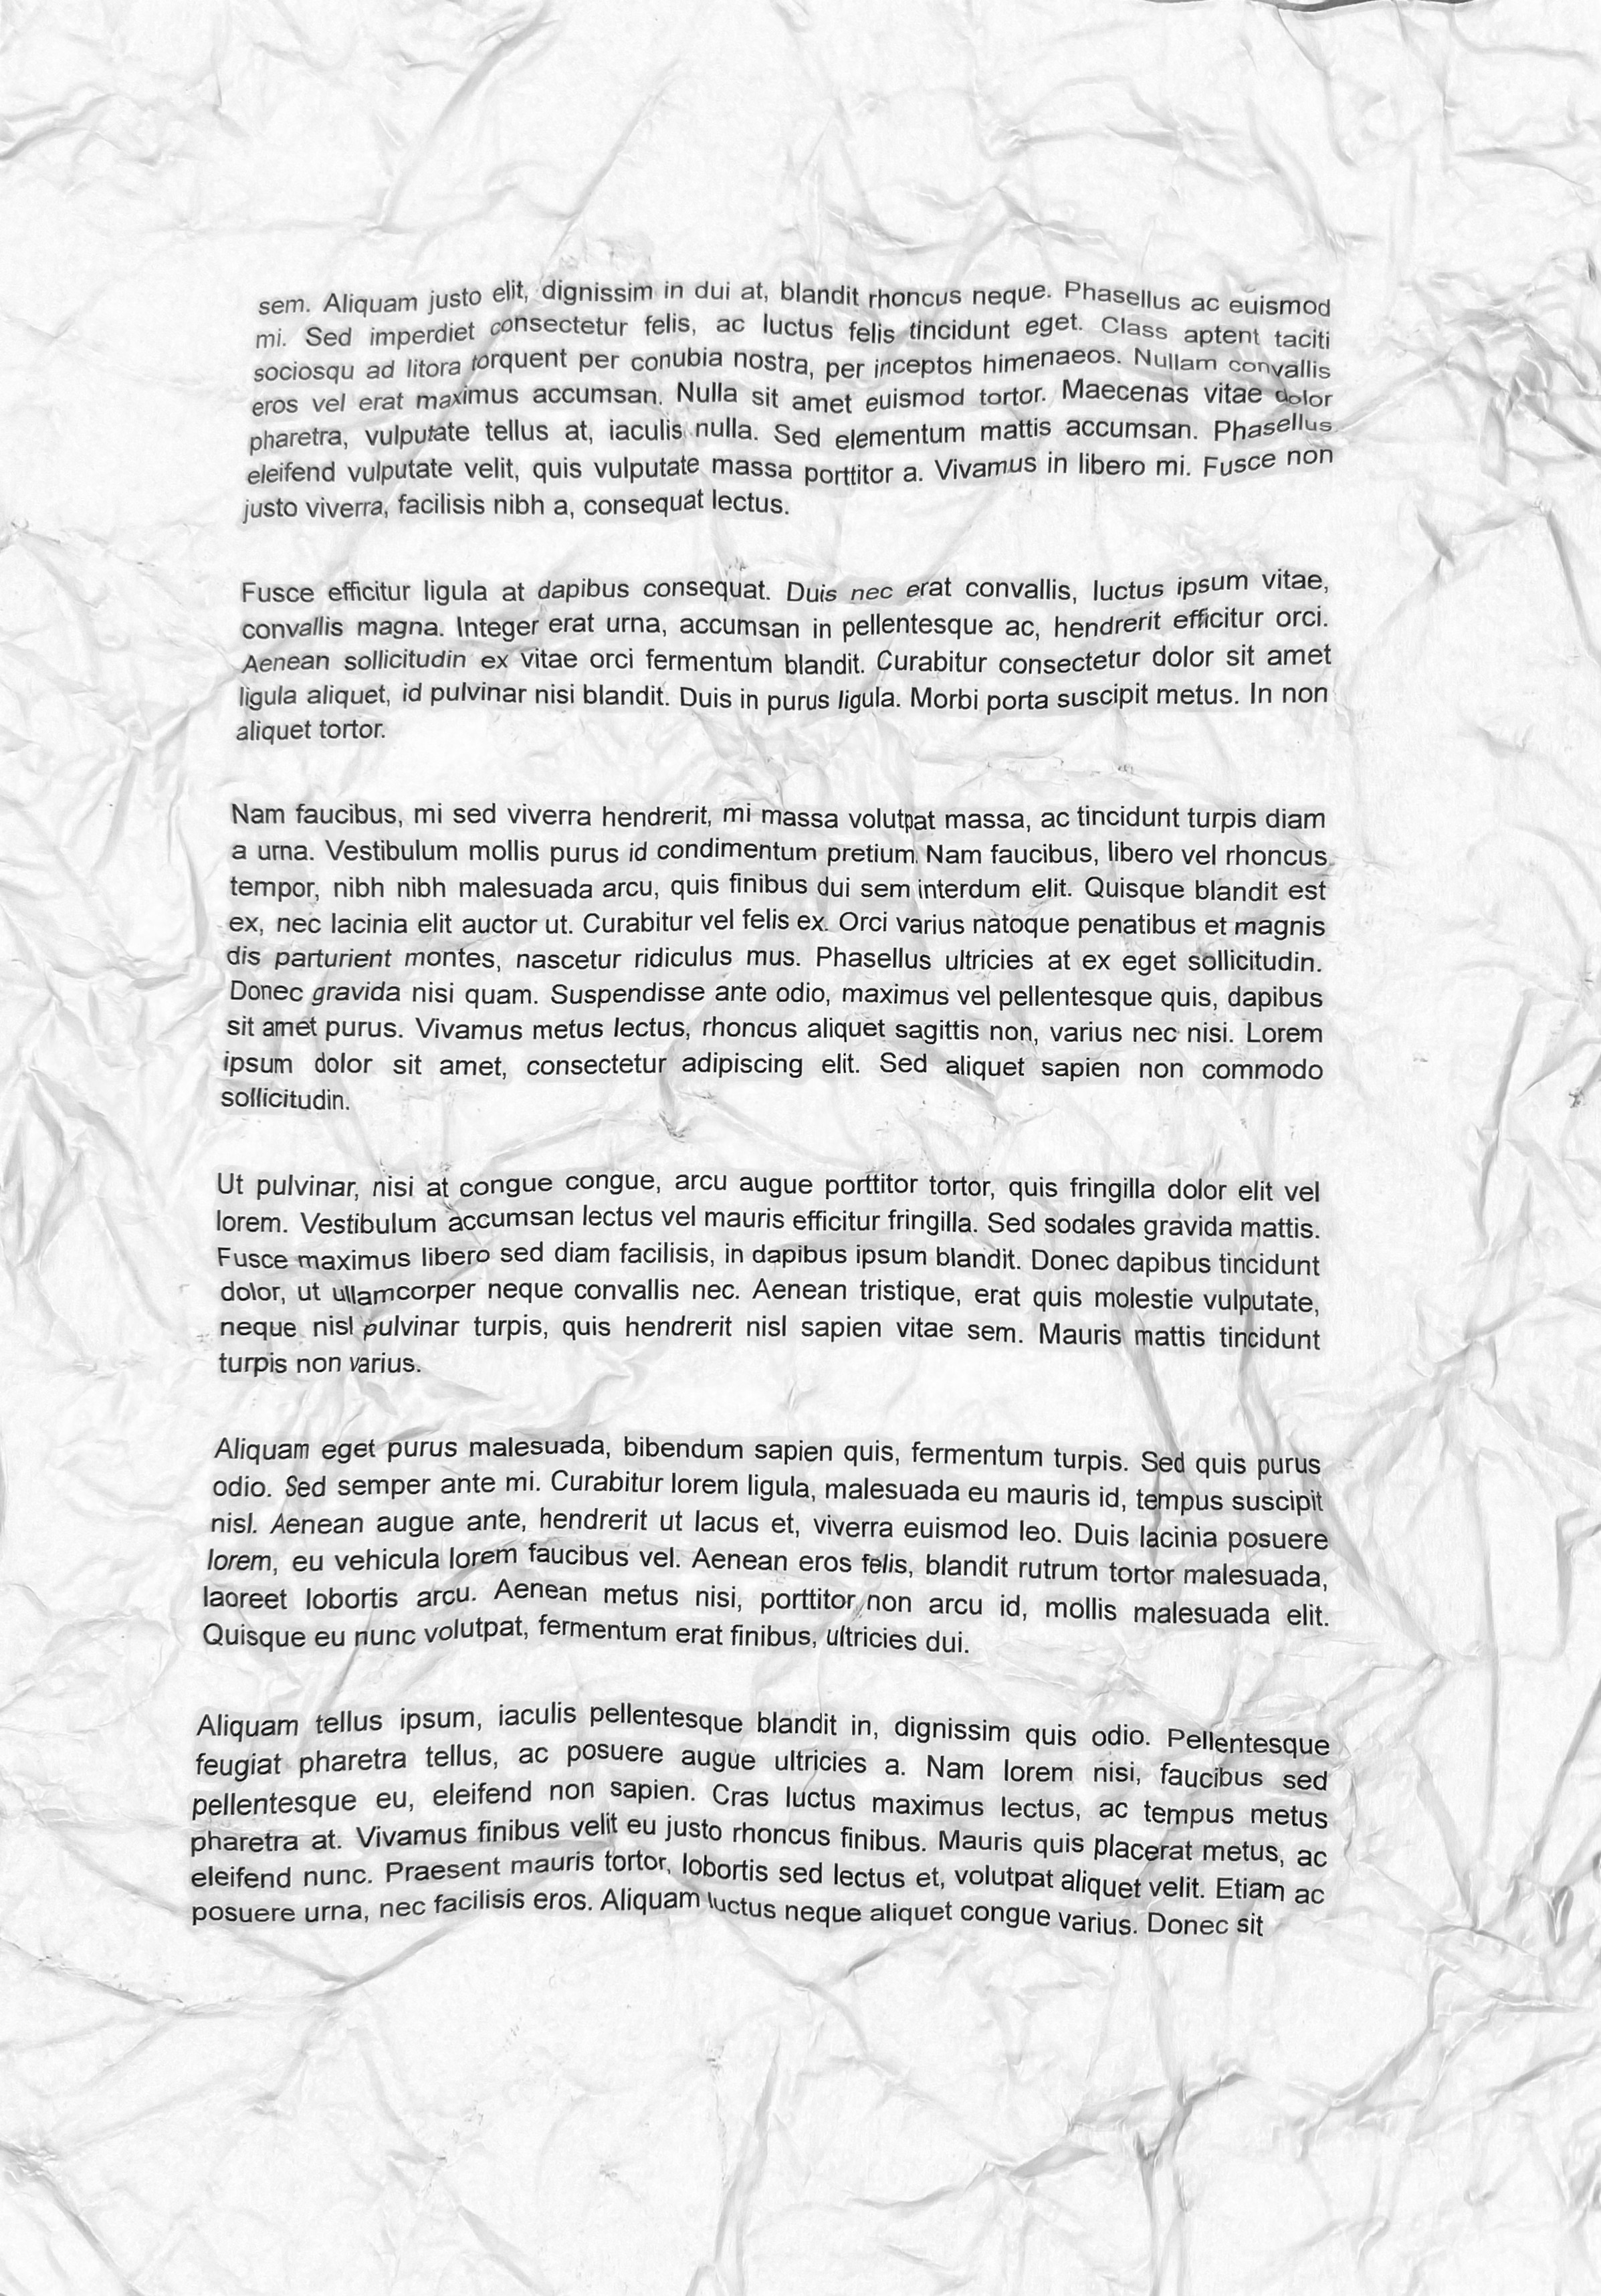 sem. Aliquam justo elit, dignissim in dui at, blandit rhoncus neque. Phasellus ac euismod
mi. Sed imperdiet consectetur felis, ac luctus felis tincidunt eget. Class aptent taciti
sociosqu ad litora torquent per conubia nostra, per inceptos himenaeos. Nullam convallis
eros vel erat maximus accumsan. Nulla sit amet euismod tortor. Maecenas vitae dolor
pharetra, vulputate tellus at, iaculis nulla. Sed elementum mattis accumsan. Phasellus
eleifend vulputate velit, quis vulputate massa porttitor a. Vivamus in libero mi. Fusce non
justo viverra, facilisis nibh a, consequat lectus.
Fusce efficitur ligula at dapibus consequat. Duis nec erat convallis, luctus ipsum vitae,
convallis magna. Integer erat urna, accumsan in pellentesque ac, hendrerit efficitur orci.
Aenean sollicitudin ex vitae orci fermentum blandit. Curabitur consectetur dolor sit amet
ligula aliquet, id pulvinar nisi blandit. Duis in purus ligula. Morbi porta suscipit metus. In non
aliquet tortor.
Nam faucibus, mi sed viverra hendrerit, mi massa volutpat massa, ac tincidunt turpis diam
a urna. Vestibulum mollis purus id condimentum pretium. Nam faucibus, libero vel rhoncus
tempor, nibh nibh malesuada arcu, quis finibus dui sem interdum elit. Quisque blandit est
ex, nec lacinia elit auctor ut. Curabitur vel felis ex. Orci varius natoque penatibus et magnis
dis parturient montes, nascetur ridiculus mus. Phasellus ultricies at ex eget sollicitudin.
Donec gravida nisi quam. Suspendisse ante odio, maximus vel pellentesque quis, dapibus
sit amet purus. Vivamus metus lectus, rhoncus aliquet sagittis non, varius nec nisi. Lorem
ipsum dolor sit amet, consectetur adipiscing elit. Sed aliquet sapien non commodo
sollicitudin.
Ut pulvinar, nisi at congue congue, arcu augue porttitor tortor, quis fringilla dolor elit vel
lorem. Vestibulum accumsan lectus vel mauris efficitur fringilla. Sed sodales gravida mattis.
Fusce maximus libero sed diam facilisis, in dapibus ipsum blandit. Donec dapibus tincidunt
dolor, ut ullamcorper neque convallis nec. Aenean tristique, erat quis molestie vulputate,
neque nisl pulvinar turpis, quis hendrerit nisl sapien vitae sem. Mauris mattis tincidunt
turpis non varius.
Aliquam eget purus malesuada, bibendum sapien quis, fermentum turpis. Sed quis purus
odio. Sed semper ante mi. Curabitur lorem ligula, malesuada eu mauris id, tempus suscipit
nisl. Aenean augue ante, hendrerit ut lacus et, viverra euismod leo. Duis lacinia posuere
lorem, eu vehicula lorem faucibus vel. Aenean eros felis, blandit rutrum tortor malesuada,
laoreet lobortis arcu. Aenean metus nisi, porttitor non arcu id, mollis malesuada elit.
Quisque eu nunc volutpat, fermentum erat finibus, ultricies dui.
Aliquam tellus ipsum, iaculis pellentesque blandit in, dignissim quis odio. Pellentesque
feugiat pharetra tellus, ac posuere augue ultricies a. Nam lorem nisi, faucibus sed
pellentesque eu, eleifend non sapien. Cras luctus maximus lectus, ac tempus metus
pharetra at. Vivamus finibus velit eu justo rhoncus finibus. Mauris quis placerat metus, ac
eleifend nunc. Praesent mauris tortor, lobortis sed lectus et, volutpat aliquet velit. Etiam ac
posuere urna, nec facilisis eros. Aliquam luctus neque aliquet congue varius. Donec sit